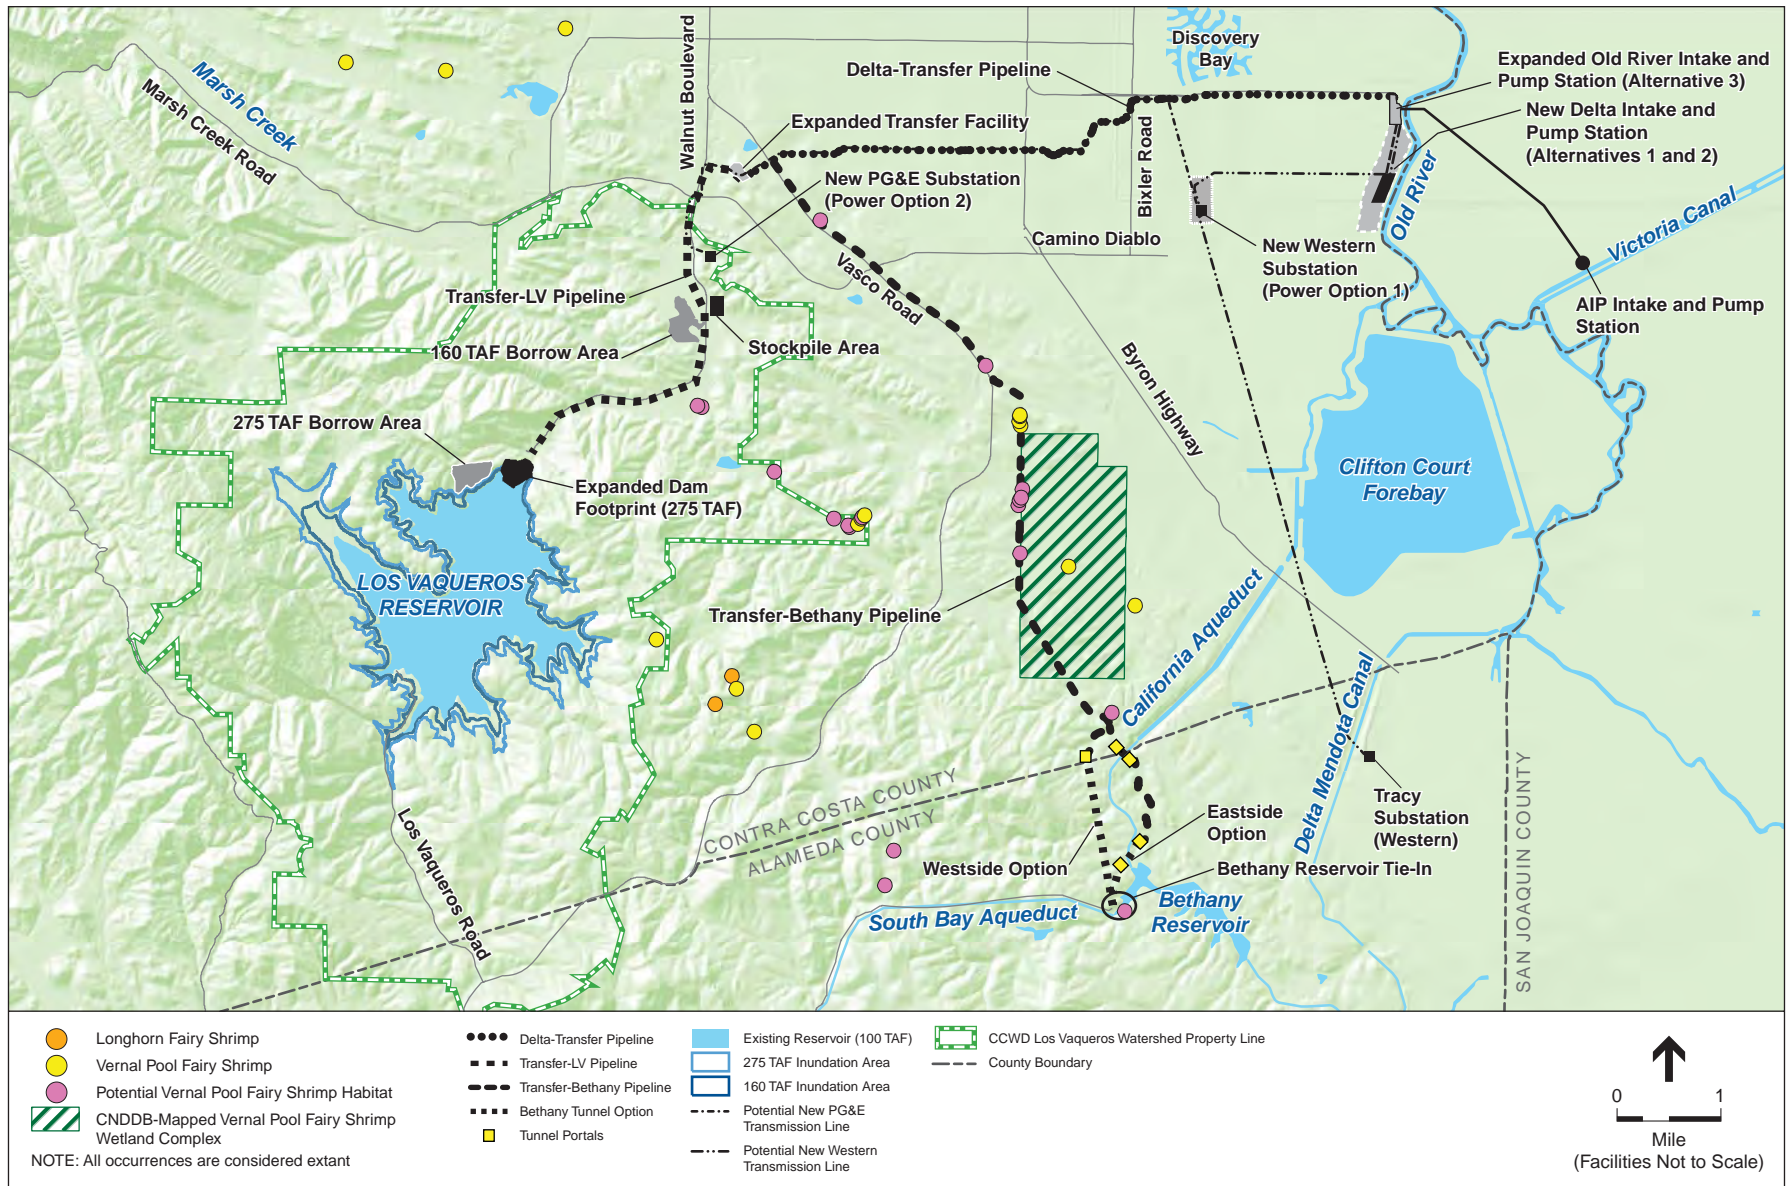 Discovery
Bay
Delta-Transfer Pipeline
Expanded Old River Intake and
Pump Station (Alternative 3)
New Delta Intake and
Pump Station
(Alternatives 1 and 2)
Marsh Creek
Marsh Creek Road
Walnut Boulevard
Expanded Transfer Facility
Bixler Road
New PG&E Substation
(Power Option 2)
Old River
Victoria Canal
Camino Diablo
New Western
Substation
(Power Option 1)
Vasco Road
Transfer-LV Pipeline
AIP Intake and Pump
Station
160 TAF Borrow Area
Stockpile Area
Byron Highway
275 TAF Borrow Area
Clifton Court
Forebay
Expanded Dam
Footprint (275 TAF)
LOS VAQUEROS
RESERVOIR
Transfer-Bethany Pipeline
California Aqueduct
Delta Mendota Canal
CONTRA COSTA COUNTY
ALAMEDA COUNTY
SAN JOAQUIN COUNTY
Tracy
Substation
(Western)
Eastside
Option
Los Vaqueros Road
Westside Option
Bethany Reservoir Tie-In
South Bay Aqueduct
Bethany
Reservoir
Longhorn Fairy Shrimp
Vernal Pool Fairy Shrimp
Potential Vernal Pool Fairy Shrimp Habitat
CNDDB-Mapped Vernal Pool Fairy Shrimp
Wetland Complex
NOTE: All occurrences are considered extant
Delta-Transfer Pipeline
Transfer-LV Pipeline
Transfer-Bethany Pipeline
Bethany Tunnel Option
Tunnel Portals
Existing Reservoir (100 TAF)
275 TAF Inundation Area
160 TAF Inundation Area
Potential New PG&E
Transmission Line
Potential New Western
Transmission Line
CCWD Los Vaqueros Watershed Property Line
County Boundary
0 1
Mile
(Facilities Not to Scale)